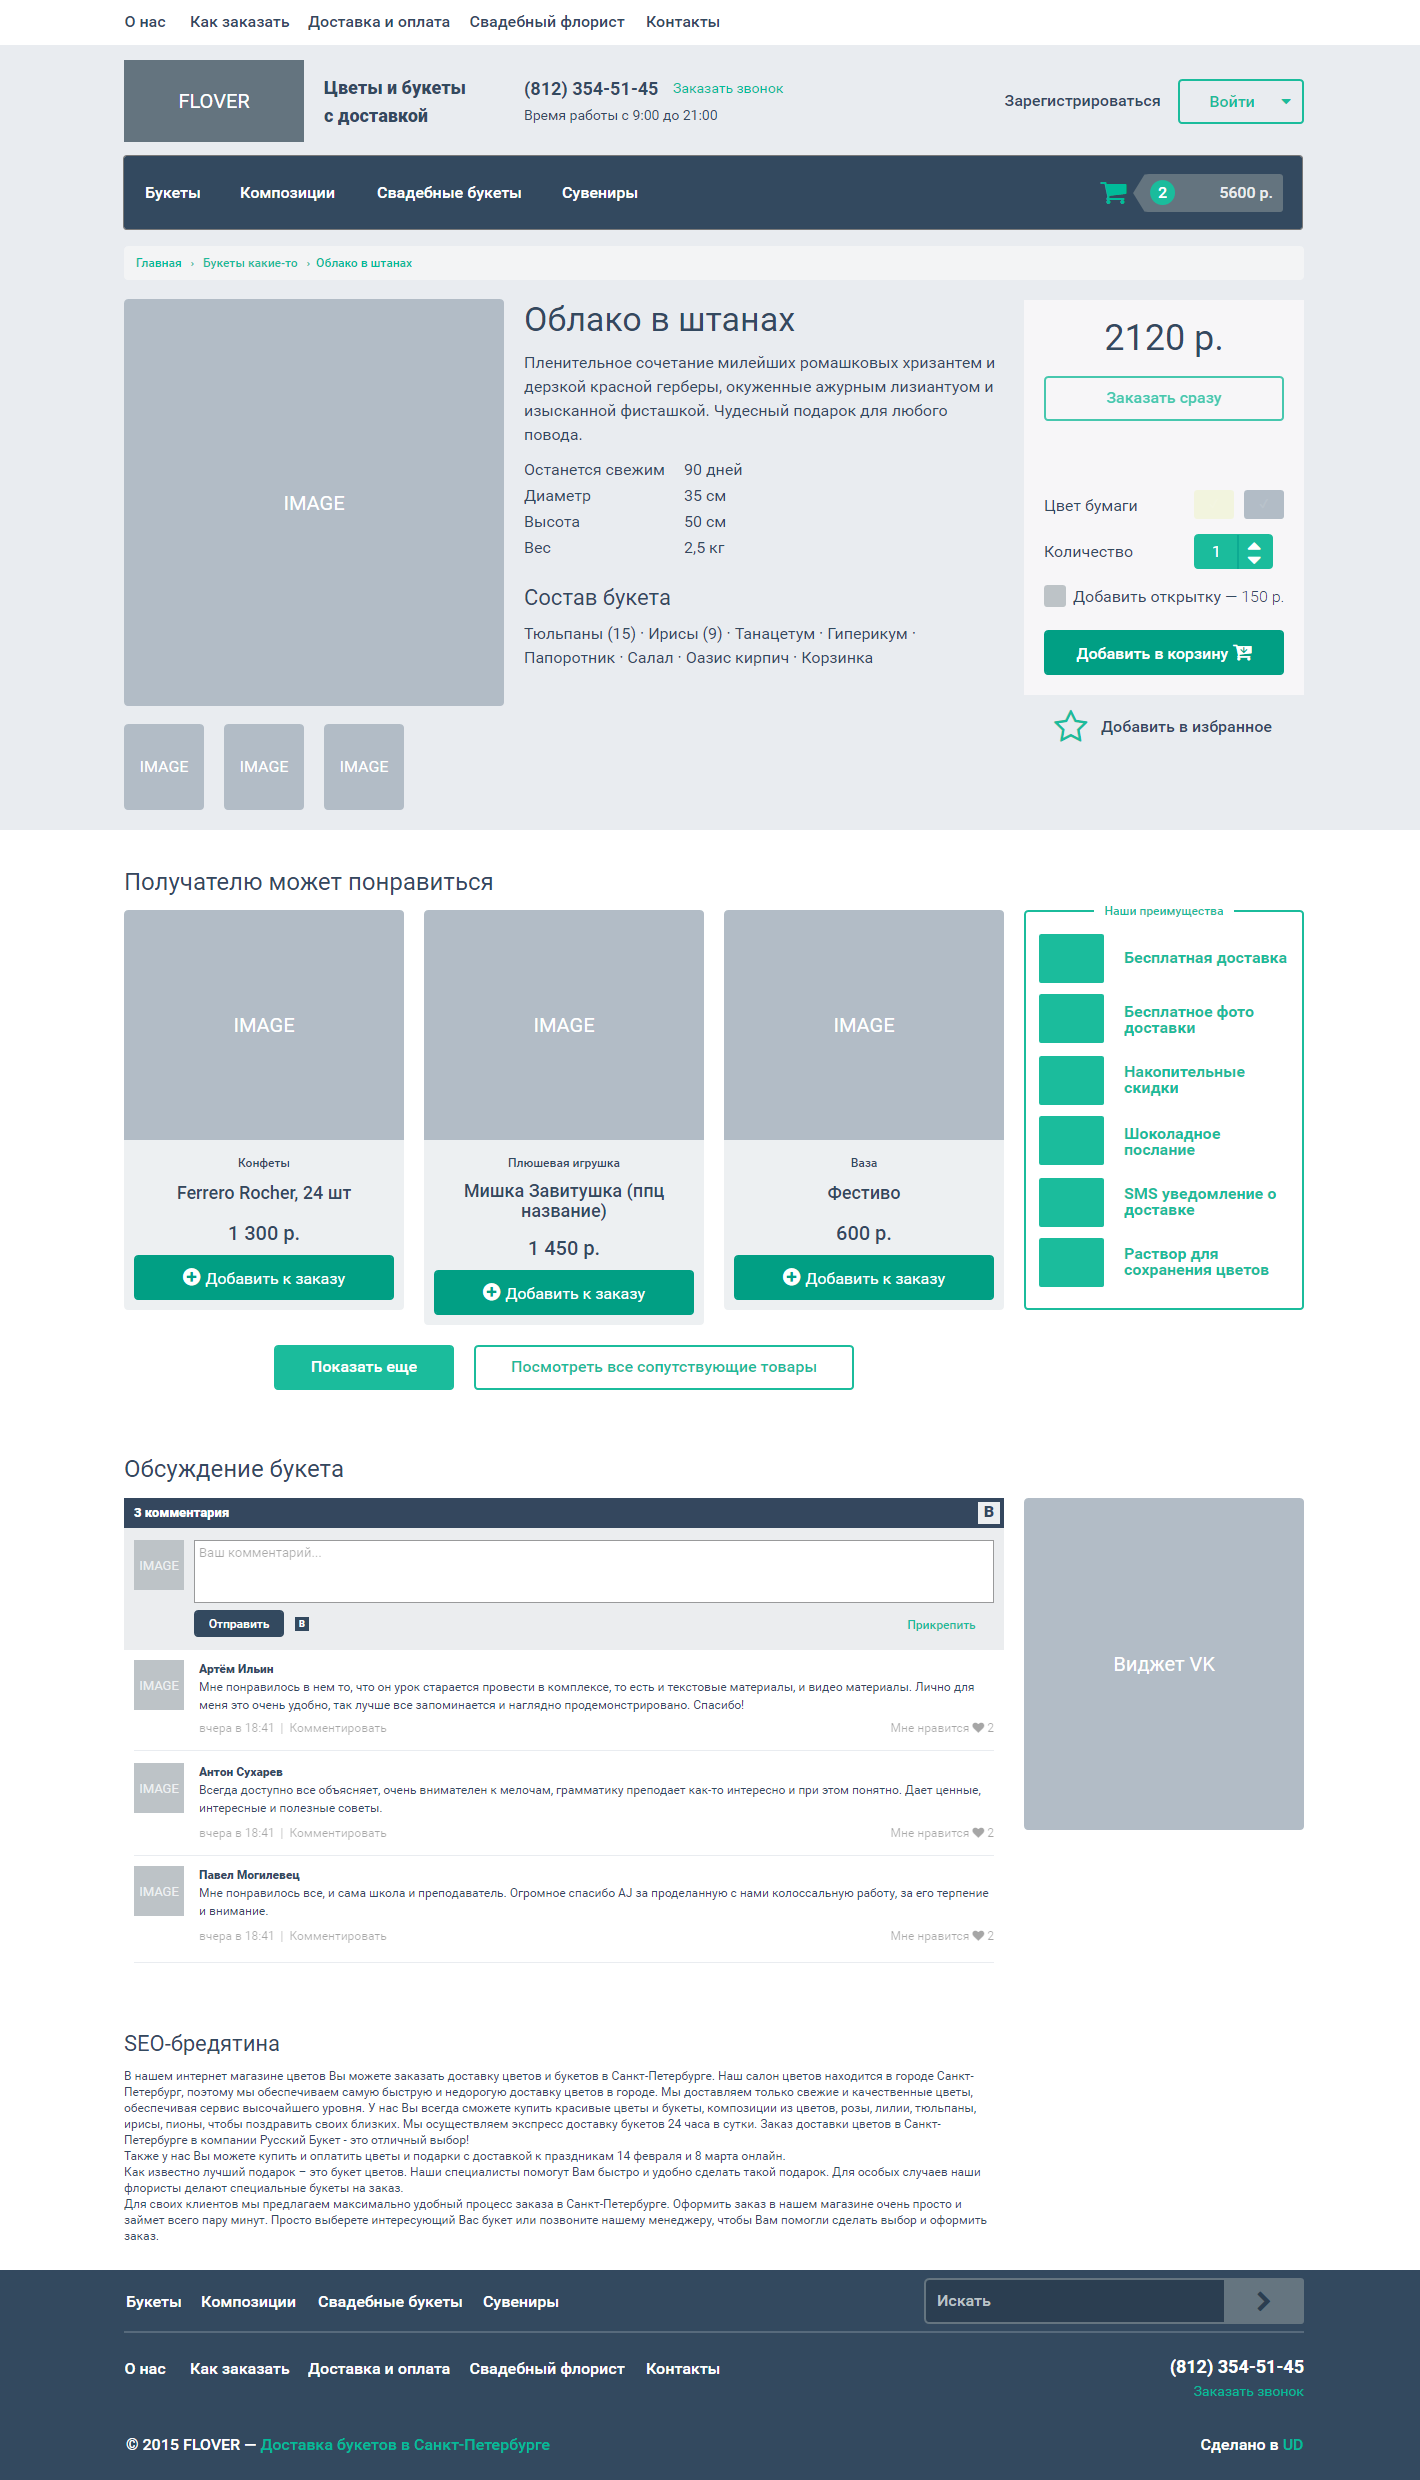 О нас Как заказать Доставка и оплата Свадебный флорист Контакты
FLOVER
Цветы и букеты
с доставкой
(812) 354-51-45 Заказать звонок
Время работы с 9:00 до 21:00
Зарегистрироваться
Войти
Букеты Композиции Свадебные букеты Сувениры
2 5600 р.
Главная › Букеты какие-то › Облако в штанах
IMAGE
IMAGE IMAGE IMAGE
Облако в штанах
Пленительное сочетание милейших ромашковых хризантем и
дерзкой красной герберы, окуженные ажурным лизиантуом и
изысканной фисташкой. Чудесный подарок для любого
повода.
Останется свежим 90 дней
Диаметр 35 см
Высота 50 см
Вес 2,5 кг
Состав букета
Тюльпаны (15) · Ирисы (9) · Танацетум · Гиперикум ·
Папоротник · Салал · Оазис кирпич · Корзинка
2120 р.
Заказать сразу
Цвет бумаги
Количество 1
Добавить открытку — 150 р.
Добавить в корзину
Добавить в избранное
Получателю может понравиться
IMAGE
Конфеты
Ferrero Rocher, 24 шт
1 300 р.
Добавить к заказу
IMAGE
Плюшевая игрушка
Мишка Завитушка (ппц
название)
1 450 р.
Добавить к заказу
IMAGE
Ваза
Фестиво
600 р.
Добавить к заказу
Наши преимущества
Бесплатная доставка
Бесплатное фото
доставки
Накопительные
скидки
Шоколадное
послание
SMS уведомление о
доставке
Раствор для
сохранения цветов
Показать еще
Посмотреть все сопутствующие товары
Обсуждение букета
3 комментария B
IMAGE
Ваш комментарий...
Отправить B Прикрепить
IMAGE
Артём Ильин
Мне понравилось в нем то, что он урок старается провести в комплексе, то есть и текстовые материалы, и видео материалы. Лично для
меня это очень удобно, так лучше все запоминается и наглядно продемонстрировано. Спасибо!
вчера в 18:41 | Комментировать Мне нравится 2
IMAGE
Антон Сухарев
Всегда доступно все объясняет, очень внимателен к мелочам, грамматику преподает как-то интересно и при этом понятно. Дает ценные,
интересные и полезные советы.
вчера в 18:41 | Комментировать Мне нравится 2
IMAGE
Павел Могилевец
Мне понравилось все, и сама школа и преподаватель. Огромное спасибо AJ за проделанную с нами колоссальную работу, за его терпение
и внимание.
вчера в 18:41 | Комментировать Мне нравится 2
Виджет VK
SEO-бредятина
В нашем интернет магазине цветов Вы можете заказать доставку цветов и букетов в Санкт-Петербурге. Наш салон цветов находится в городе Санкт-
Петербург, поэтому мы обеспечиваем самую быструю и недорогую доставку цветов в городе. Мы доставляем только свежие и качественные цветы,
обеспечивая сервис высочайшего уровня. У нас Вы всегда сможете купить красивые цветы и букеты, композиции из цветов, розы, лилии, тюльпаны,
ирисы, пионы, чтобы поздравить своих близких. Мы осуществляем экспресс доставку букетов 24 часа в сутки. Заказ доставки цветов в Санкт-
Петербурге в компании Русский Букет - это отличный выбор!
Также у нас Вы можете купить и оплатить цветы и подарки с доставкой к праздникам 14 февраля и 8 марта онлайн.
Как известно лучший подарок – это букет цветов. Наши специалисты помогут Вам быстро и удобно сделать такой подарок. Для особых случаев наши
флористы делают специальные букеты на заказ.
Для своих клиентов мы предлагаем максимально удобный процесс заказа в Санкт-Петербурге. Оформить заказ в нашем магазине очень просто и
займет всего пару минут. Просто выберете интересующий Вас букет или позвоните нашему менеджеру, чтобы Вам помогли сделать выбор и оформить
заказ.
Букеты Композиции Свадебные букеты Сувениры
Искать
О нас Как заказать Доставка и оплата Свадебный флорист Контакты
(812) 354-51-45
Заказать звонок
© 2015 FLOVER — Доставка букетов в Санкт-Петербурге
Сделано в UD